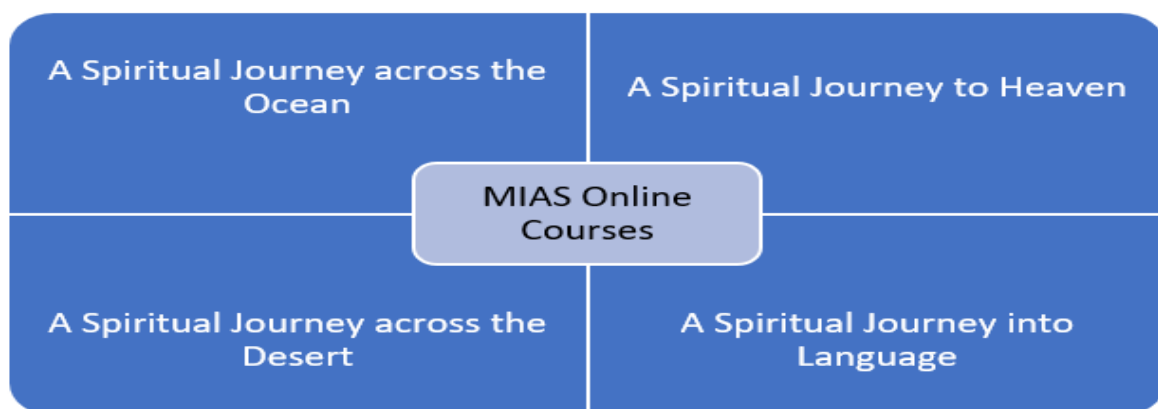 A Spiritual Journey across the
Ocean
A Spiritual Journey to Heaven
MIAS Online
Courses
A Spiritual Journey across the
Desert
A Spiritual Journey into
Language